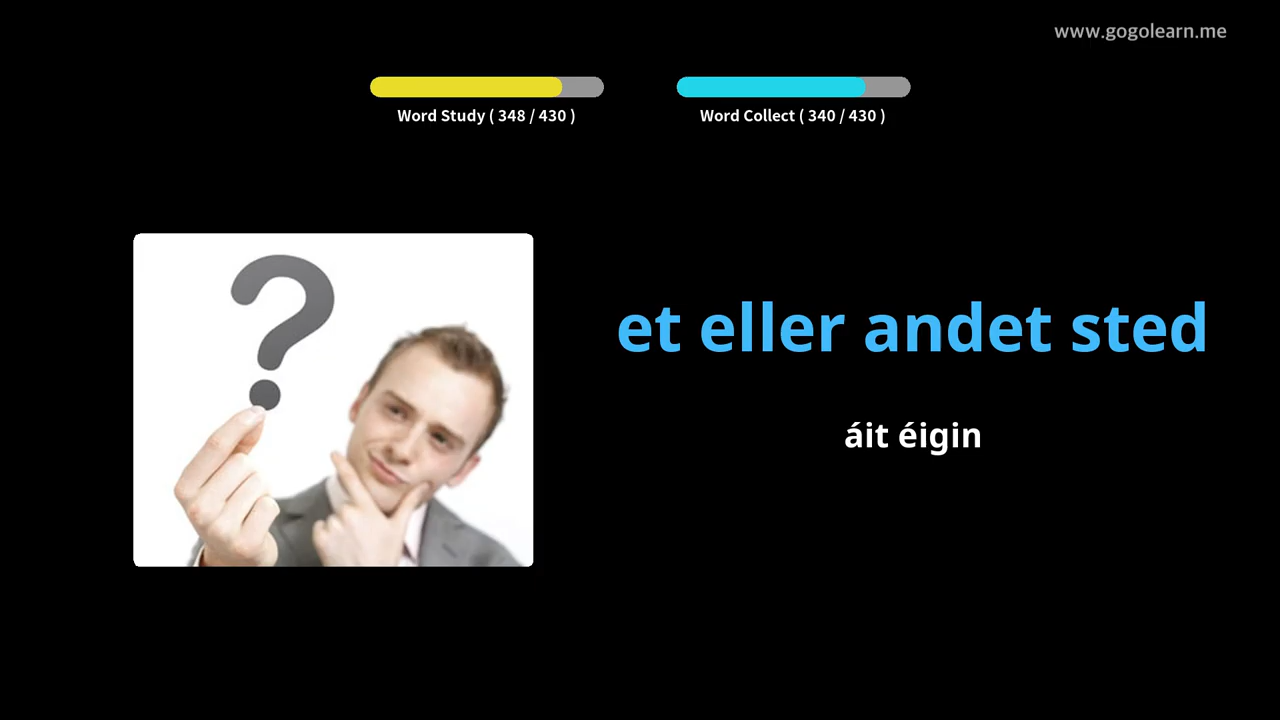 www.gogolearn.me
Word Study ( 348 / 430 )
Word Collect ( 340 / 430 )
?
et eller andet sted
áit éigin